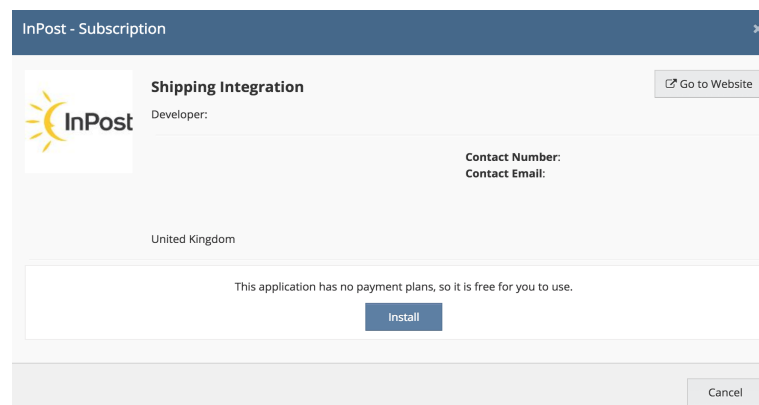 InPost - Subscription
InPost
Shipping Integration
Go to Website
Developer:
Contact Number:
Contact Email:
United Kingdom
This application has no payment plans, so it is free for you to use.
Install
Cancel